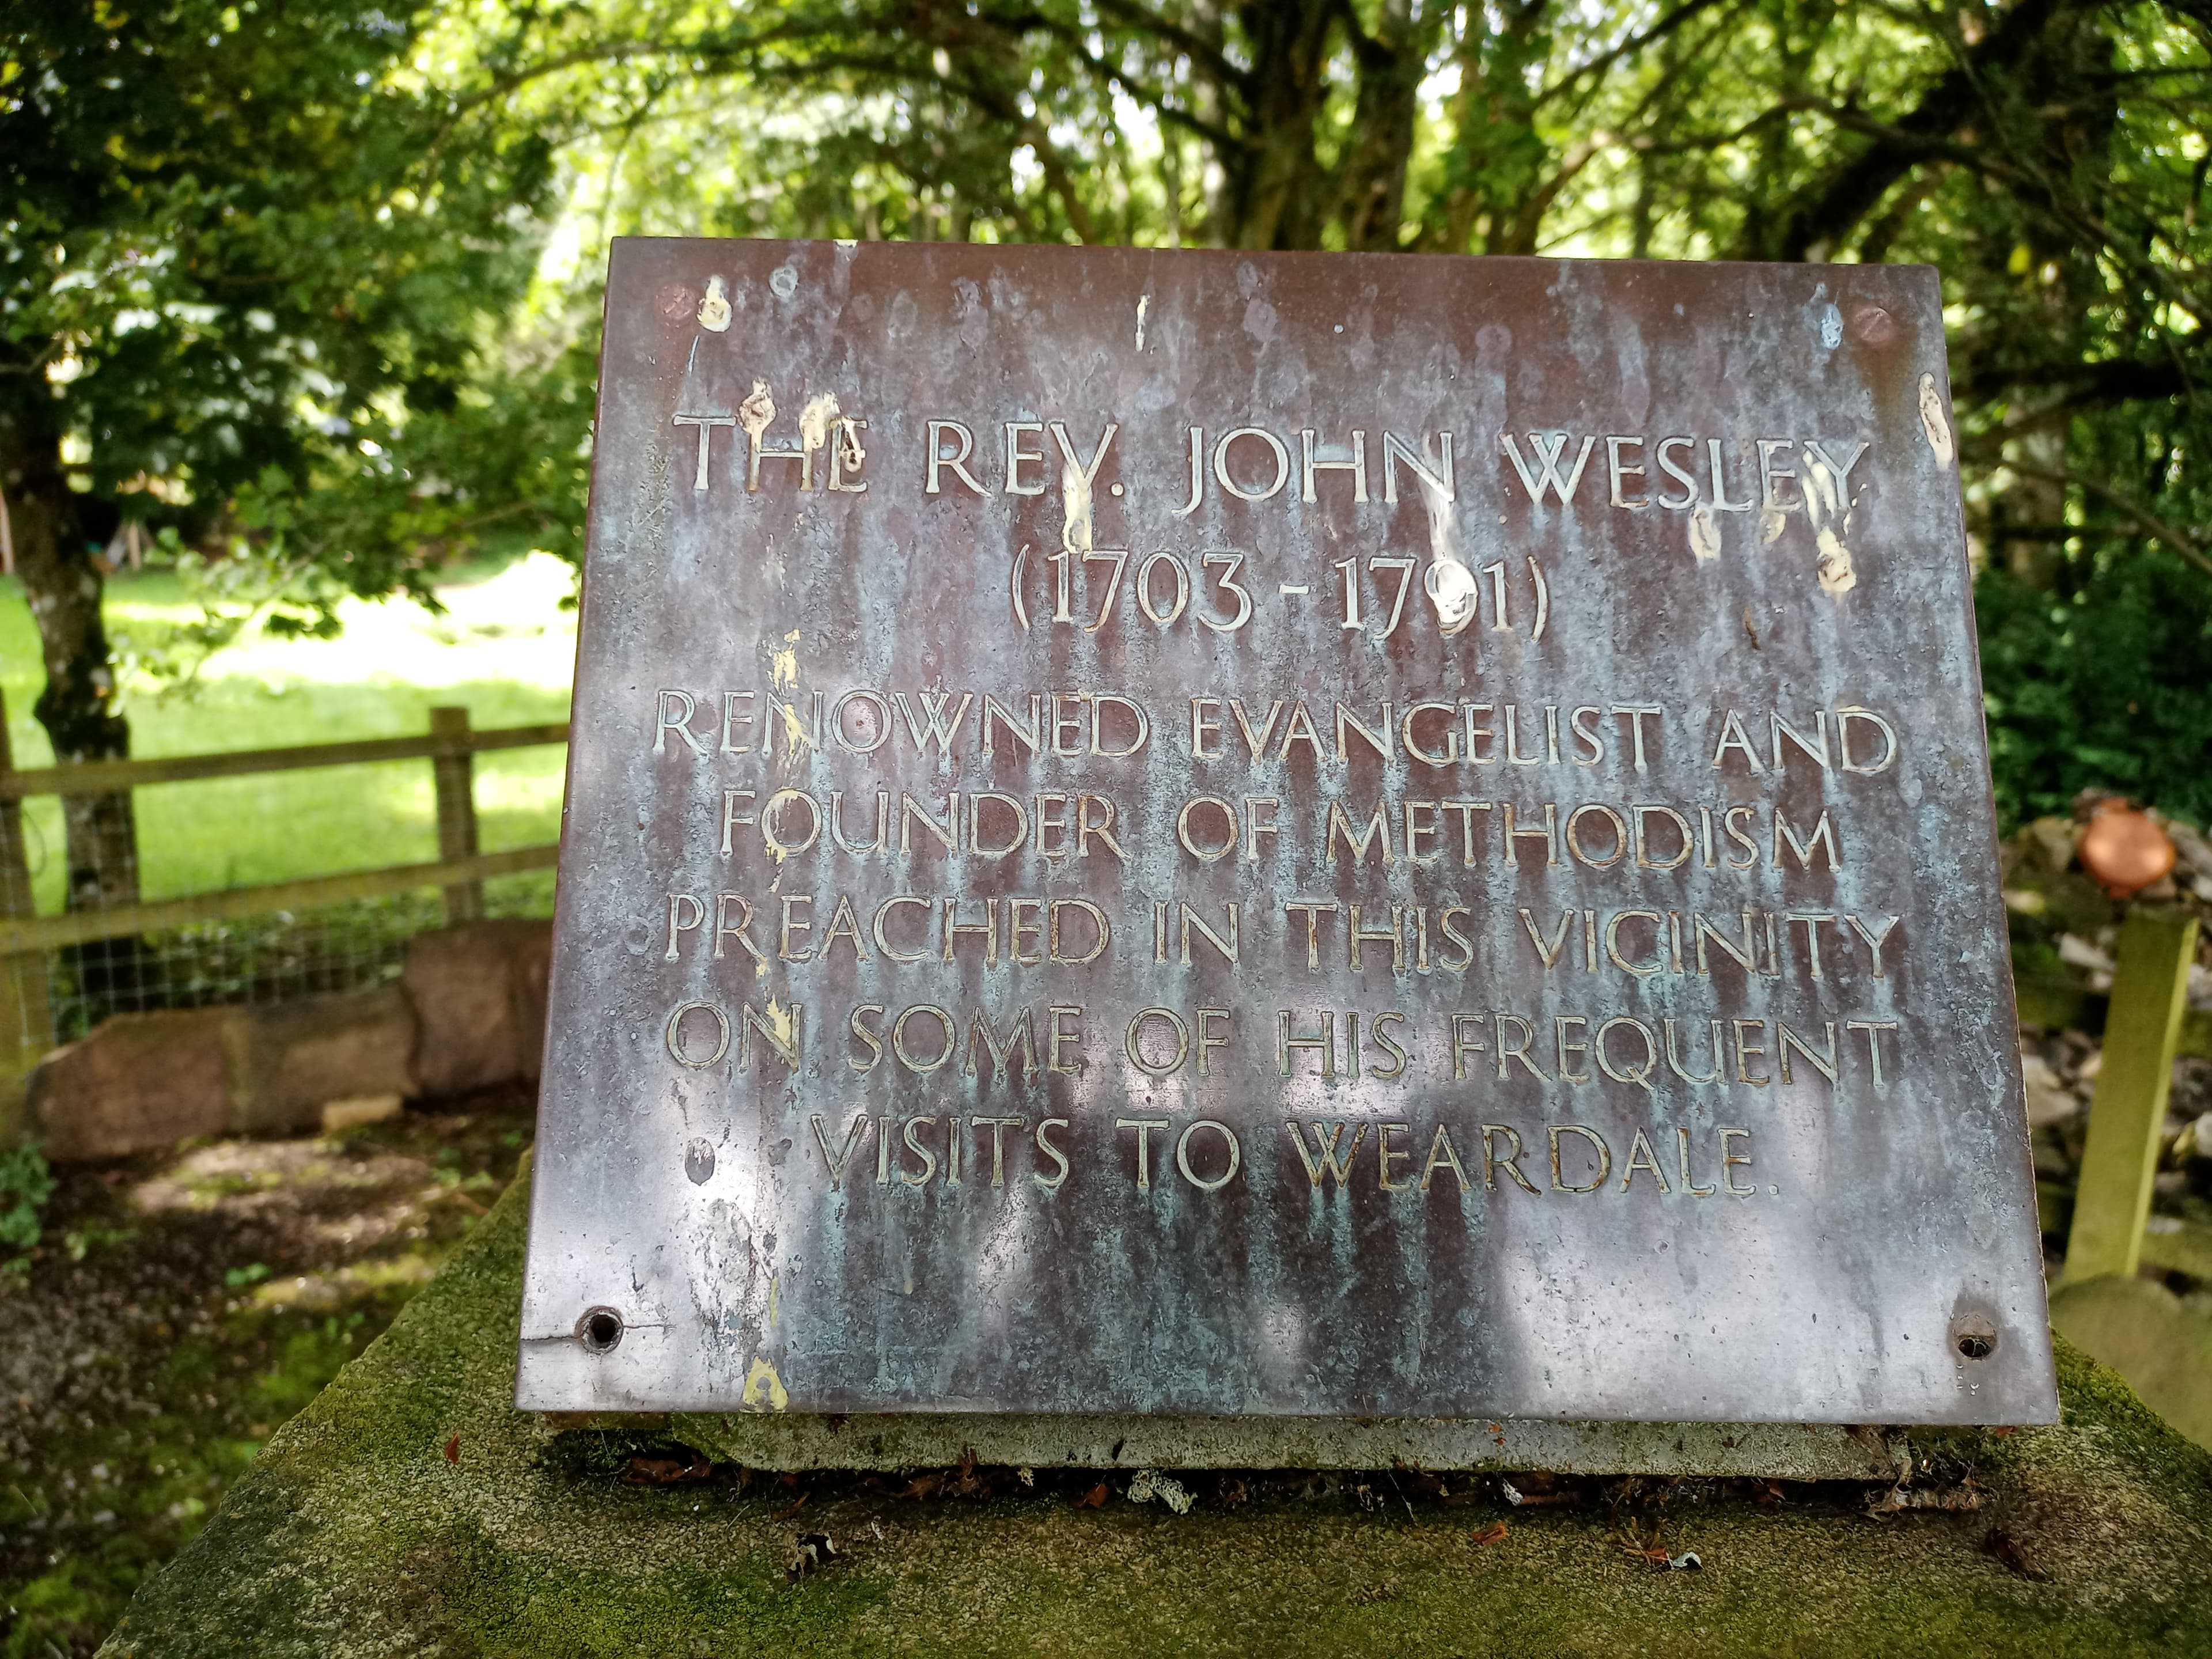 THE REV. JOHN WESLEY
(1703 - 1791)
RENOWNED EVANGELIST AND
FOUNDER OF METHODISM
PREACHED IN THIS VICINITY
ON SOME OF HIS FREQUENT
VISITS TO WEARDALE.